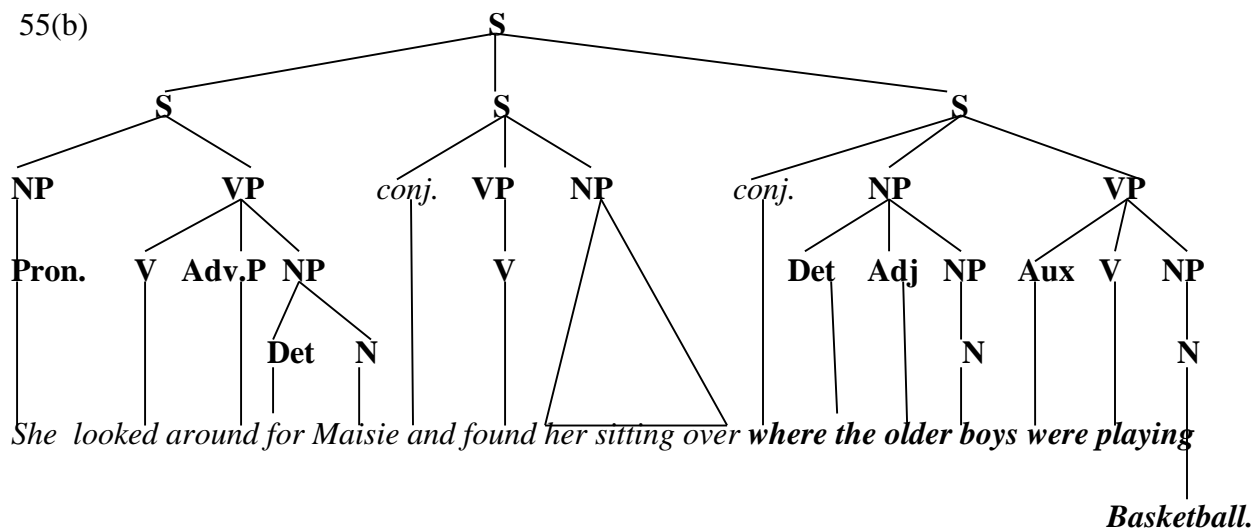 55(b)
S
S S S
NP VP conj. VP NP conj. NP VP
Pron. V Adv.P NP V Det Adj NP Aux V NP
Det N N N
She looked around for Maisie and found her sitting over where the older boys were playing
Basketball.